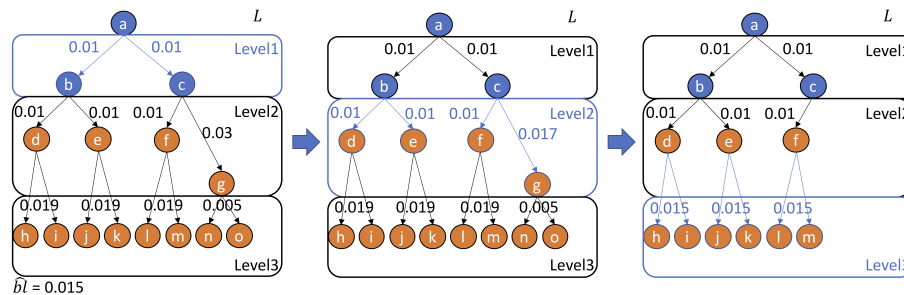 a L
0.01 0.01 Level1
b c
0.01 0.01 0.01 Level2
d e f 0.03
g
0.019 0.019 0.019 0.005
h i j k l m n o
Level3
b̂l = 0.015
a L
0.01 0.01 Level1
b c
0.01 0.01 0.01 Level2
d e f 0.017
g
0.019 0.019 0.019 0.005
h i j k l m n o
Level3
a L
0.01 0.01 Level1
b c
0.01 0.01 0.01 Level2
d e f
0.015 0.015 0.015
h i j k l m
Level3